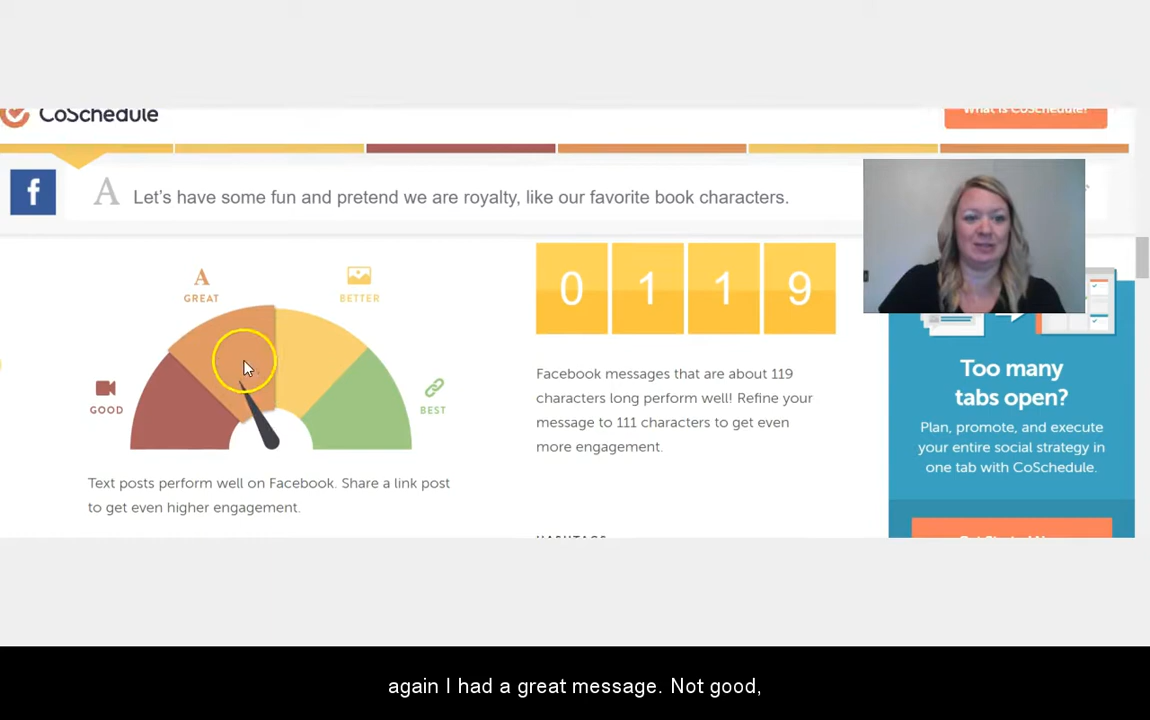 CoSchedule
What is CoSchedule?
f
A Let's have some fun and pretend we are royalty, like our favorite book characters.
A
GREAT
BETTER
GOOD
BEST
0 1 1 9
Text posts perform well on Facebook. Share a link post
to get even higher engagement.
Facebook messages that are about 119
characters long perform well! Refine your
message to 111 characters to get even
more engagement.
HASHTAGS
Too many
tabs open?
Plan, promote, and execute
your entire social strategy in
one tab with CoSchedule.
again I had a great message. Not good,